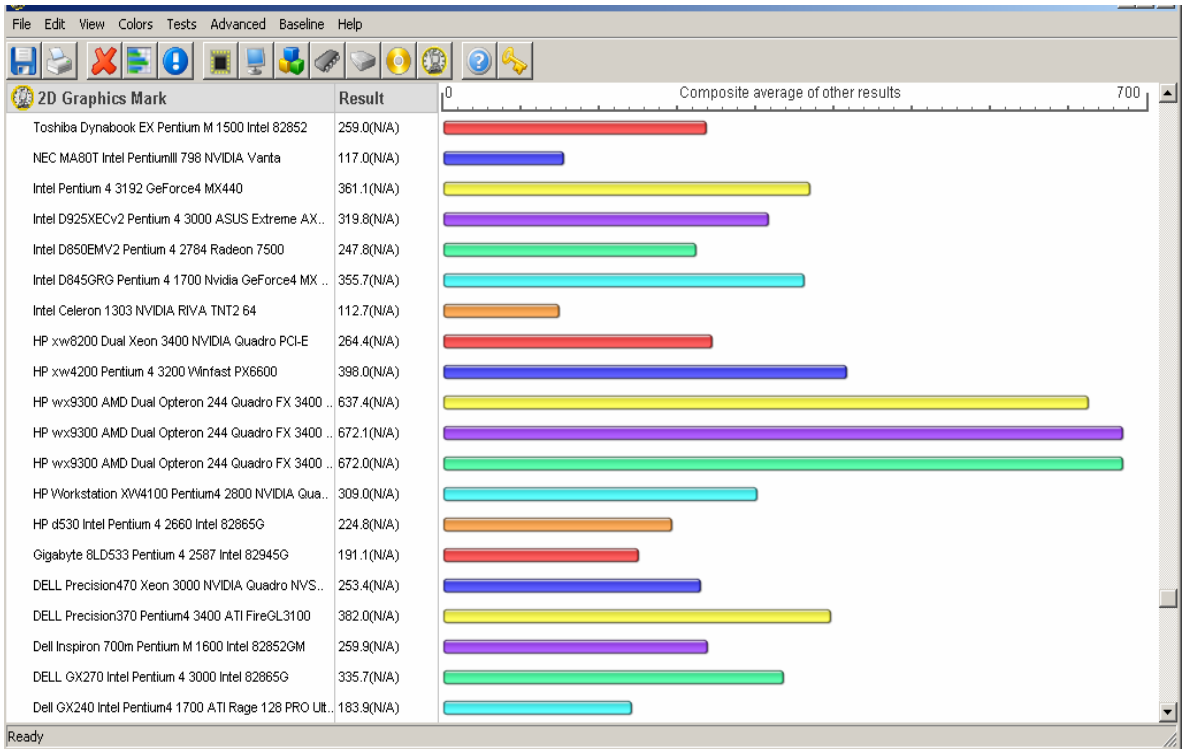 File Edit View Colors Tests Advanced Baseline Help
2D Graphics Mark Result 0 Composite average of other results 700
Toshiba Dynabook EX Pentium M 1500 Intel 82852 259.0(N/A)
NEC MA80T Intel PentiumIII 798 NVIDIA Vanta 117.0(N/A)
Intel Pentium 4 3192 GeForce4 MX440 361.1(N/A)
Intel D925XECv2 Pentium 4 3000 ASUS Extreme AX.. 319.8(N/A)
Intel D850EMV2 Pentium 4 2784 Radeon 7500 247.8(N/A)
Intel D845GRG Pentium 4 1700 Nvidia GeForce4 MX .. 355.7(N/A)
Intel Celeron 1303 NVIDIA RIVA TNT2 64 112.7(N/A)
HP xw8200 Dual Xeon 3400 NVIDIA Quadro PCI-E 264.4(N/A)
HP xw4200 Pentium 4 3200 Winfast PX6600 398.0(N/A)
HP wx9300 AMD Dual Opteron 244 Quadro FX 3400 .. 637.4(N/A)
HP wx9300 AMD Dual Opteron 244 Quadro FX 3400 .. 672.1(N/A)
HP wx9300 AMD Dual Opteron 244 Quadro FX 3400 .. 672.0(N/A)
HP Workstation XW4100 Pentium4 2800 NVIDIA Qua.. 309.0(N/A)
HP d530 Intel Pentium 4 2660 Intel 82865G 224.8(N/A)
Gigabyte 8LD533 Pentium 4 2587 Intel 82945G 191.1(N/A)
DELL Precision470 Xeon 3000 NVIDIA Quadro NVS.. 253.4(N/A)
DELL Precision370 Pentium4 3400 ATI FireGL3100 382.0(N/A)
Dell Inspiron 700m Pentium M 1600 Intel 82852GM 259.9(N/A)
DELL GX270 Intel Pentium 4 3000 Intel 82865G 335.7(N/A)
Dell GX240 Intel Pentium4 1700 ATI Rage 128 PRO Ult.. 183.9(N/A)
Ready